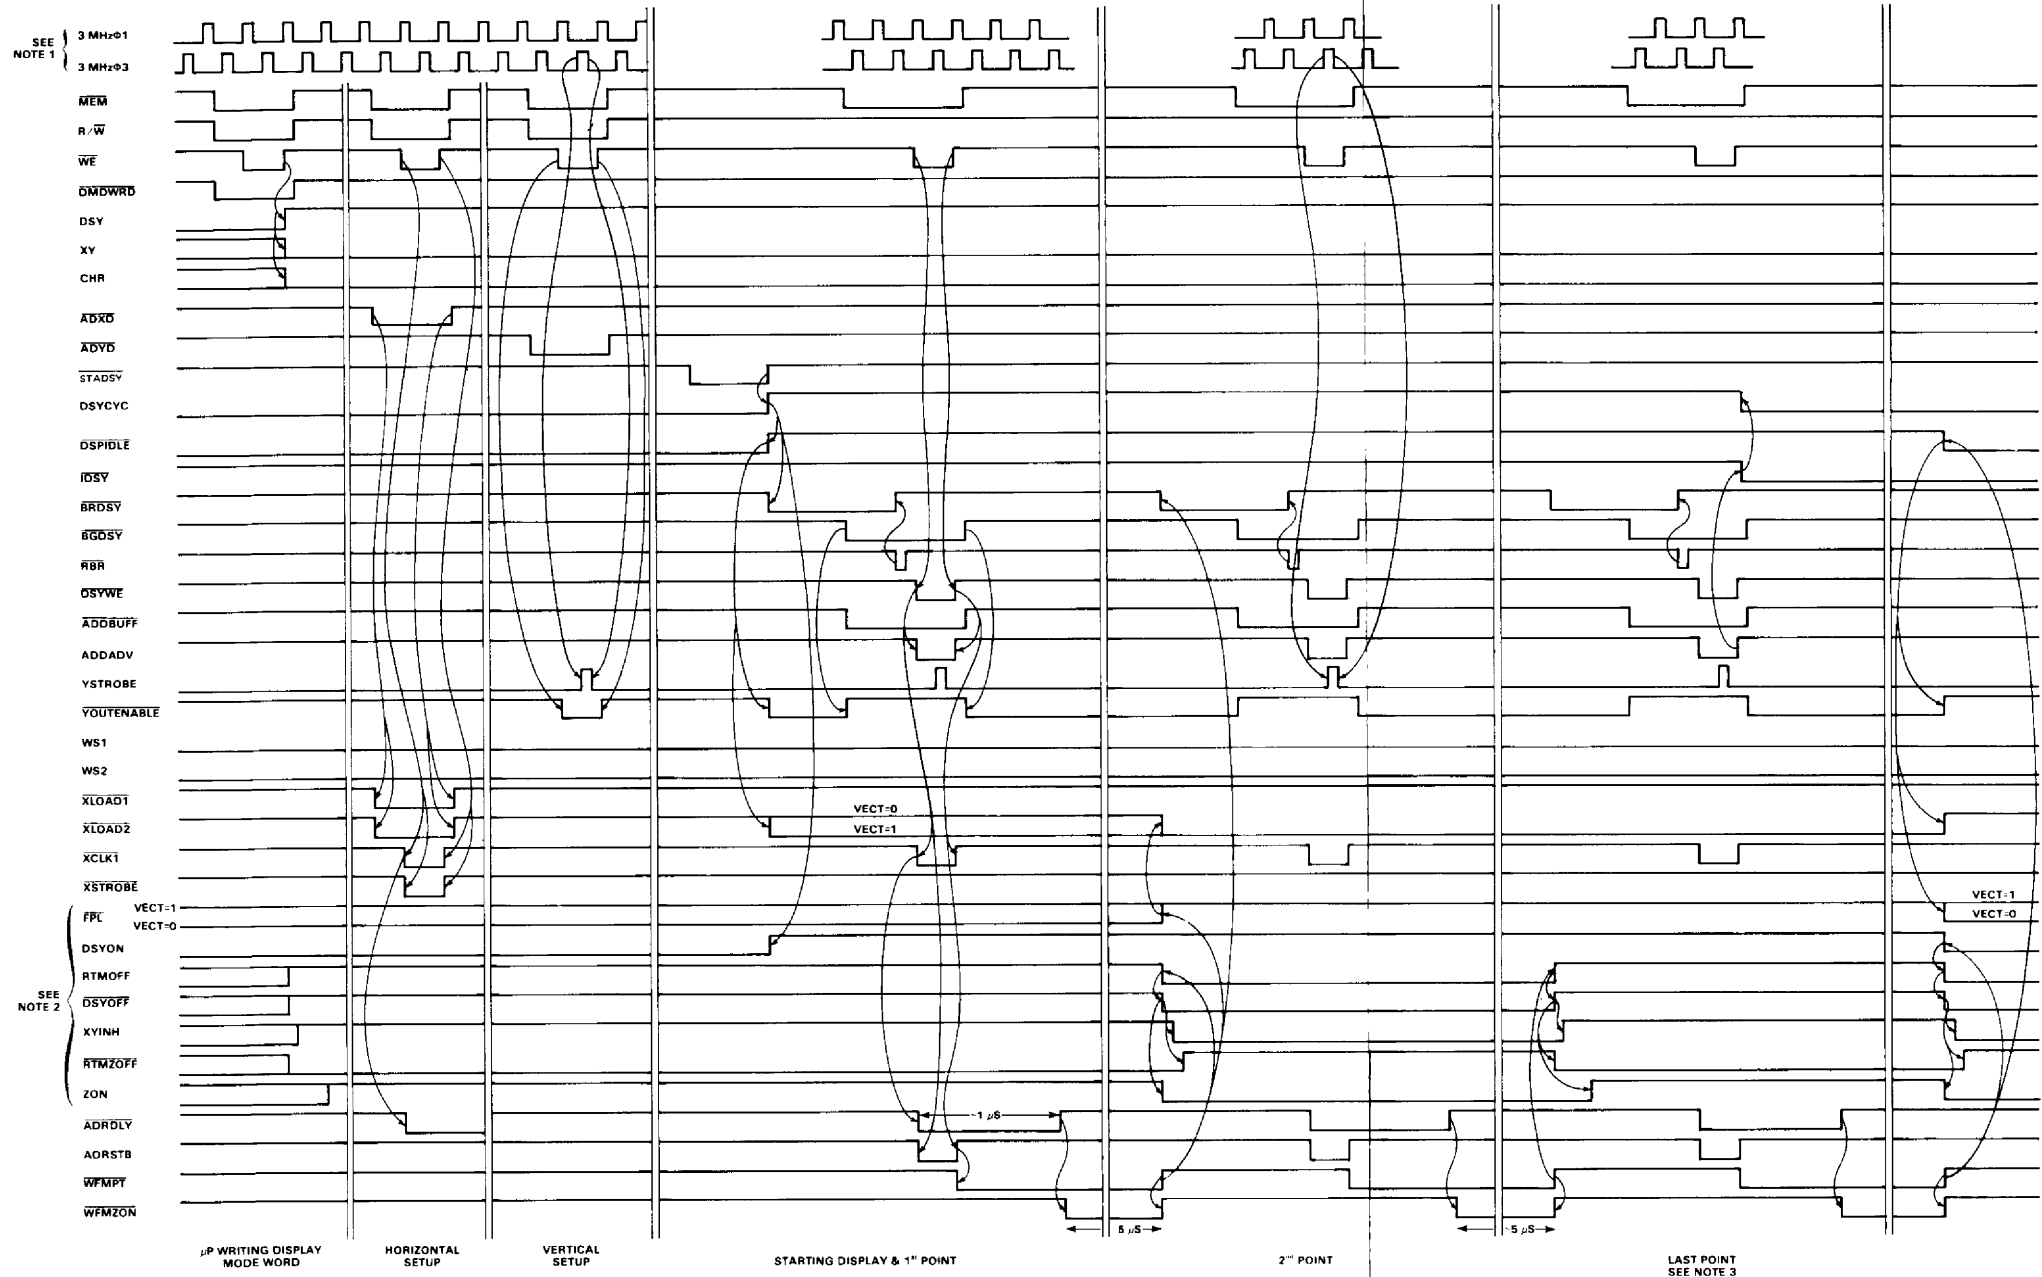 SEE
NOTE 1
3 MHzΦ1
3 MHzΦ3
MEM
R/W
WE
DMDWRD
DSY
XY
CHR
ADXD
ADYD
STADSY
DSYCYC
DSPIDLE
IDSY
BRDSY
BGDSY
RBR
DSYWE
ADDBUFF
ADDADV
YSTROBE
YOUTENABLE
WS1
WS2
XLOAD1
VECT=0
XLOAD2
VECT=1
XCLK1
XSTROBE
VECT=1
FPL
VECT=0
VECT=1
VECT=0
DSYON
RTMOFF
SEE
NOTE 2
DSYOFF
XYINH
RTMZOFF
ZON
ADRDLY
1 μS
ADRSTB
WFMPT
WFMZON
5 μS
5 μS
μP WRITING DISPLAY
MODE WORD
HORIZONTAL
SETUP
VERTICAL
SETUP
STARTING DISPLAY & 1ST POINT
2ND POINT
LAST POINT
SEE NOTE 3